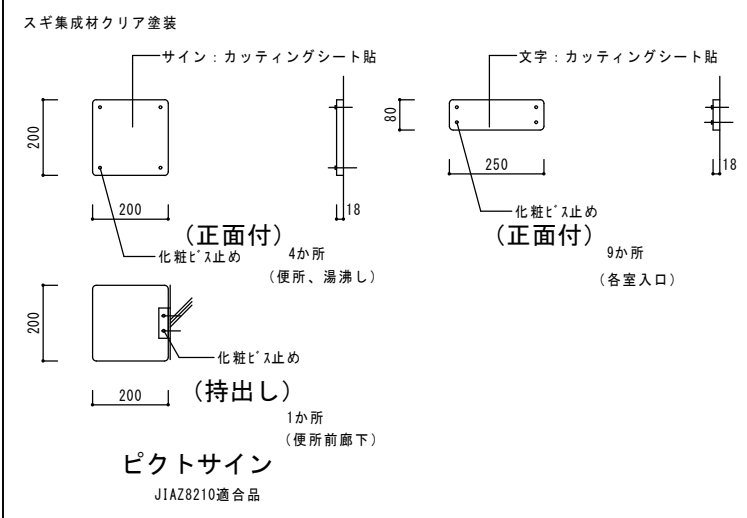 スギ集成材クリア塗装
サイン：カッティングシート貼
文字：カッティングシート貼
200
80
200
18
250
18
化粧ﾋﾞｽ止め
(正面付)
4か所
(便所、湯沸し)
化粧ﾋﾞｽ止め
(正面付)
9か所
(各室入口)
200
化粧ﾋﾞｽ止め
200
(持出し)
1か所
(便所前廊下)
ピクトサイン
JIAZ8210適合品